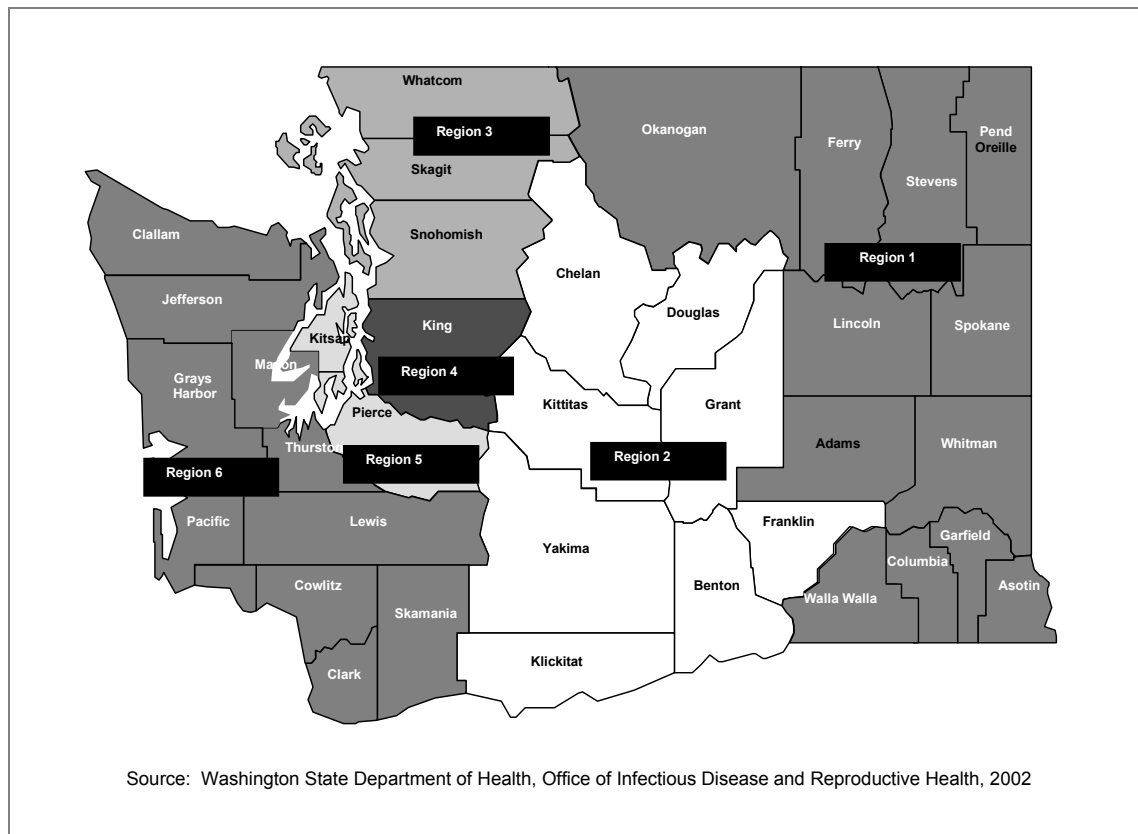 Whatcom
Region 3
Okanogan
Ferry
Pend
Oreille
Stevens
Skagit
Clallam
Snohomish
Chelan
Region 1
Jefferson
Douglas
King
Lincoln
Spokane
Kitsap
Mason
Region 4
Grays
Harbor
Pierce
Kittitas
Grant
Thurston
Adams
Whitman
Region 6
Region 5
Region 2
Pacific
Lewis
Franklin
Yakima
Garfield
Columbia
Cowlitz
Skamania
Benton
Walla Walla
Asotin
Klickitat
Clark
Source: Washington State Department of Health, Office of Infectious Disease and Reproductive Health, 2002